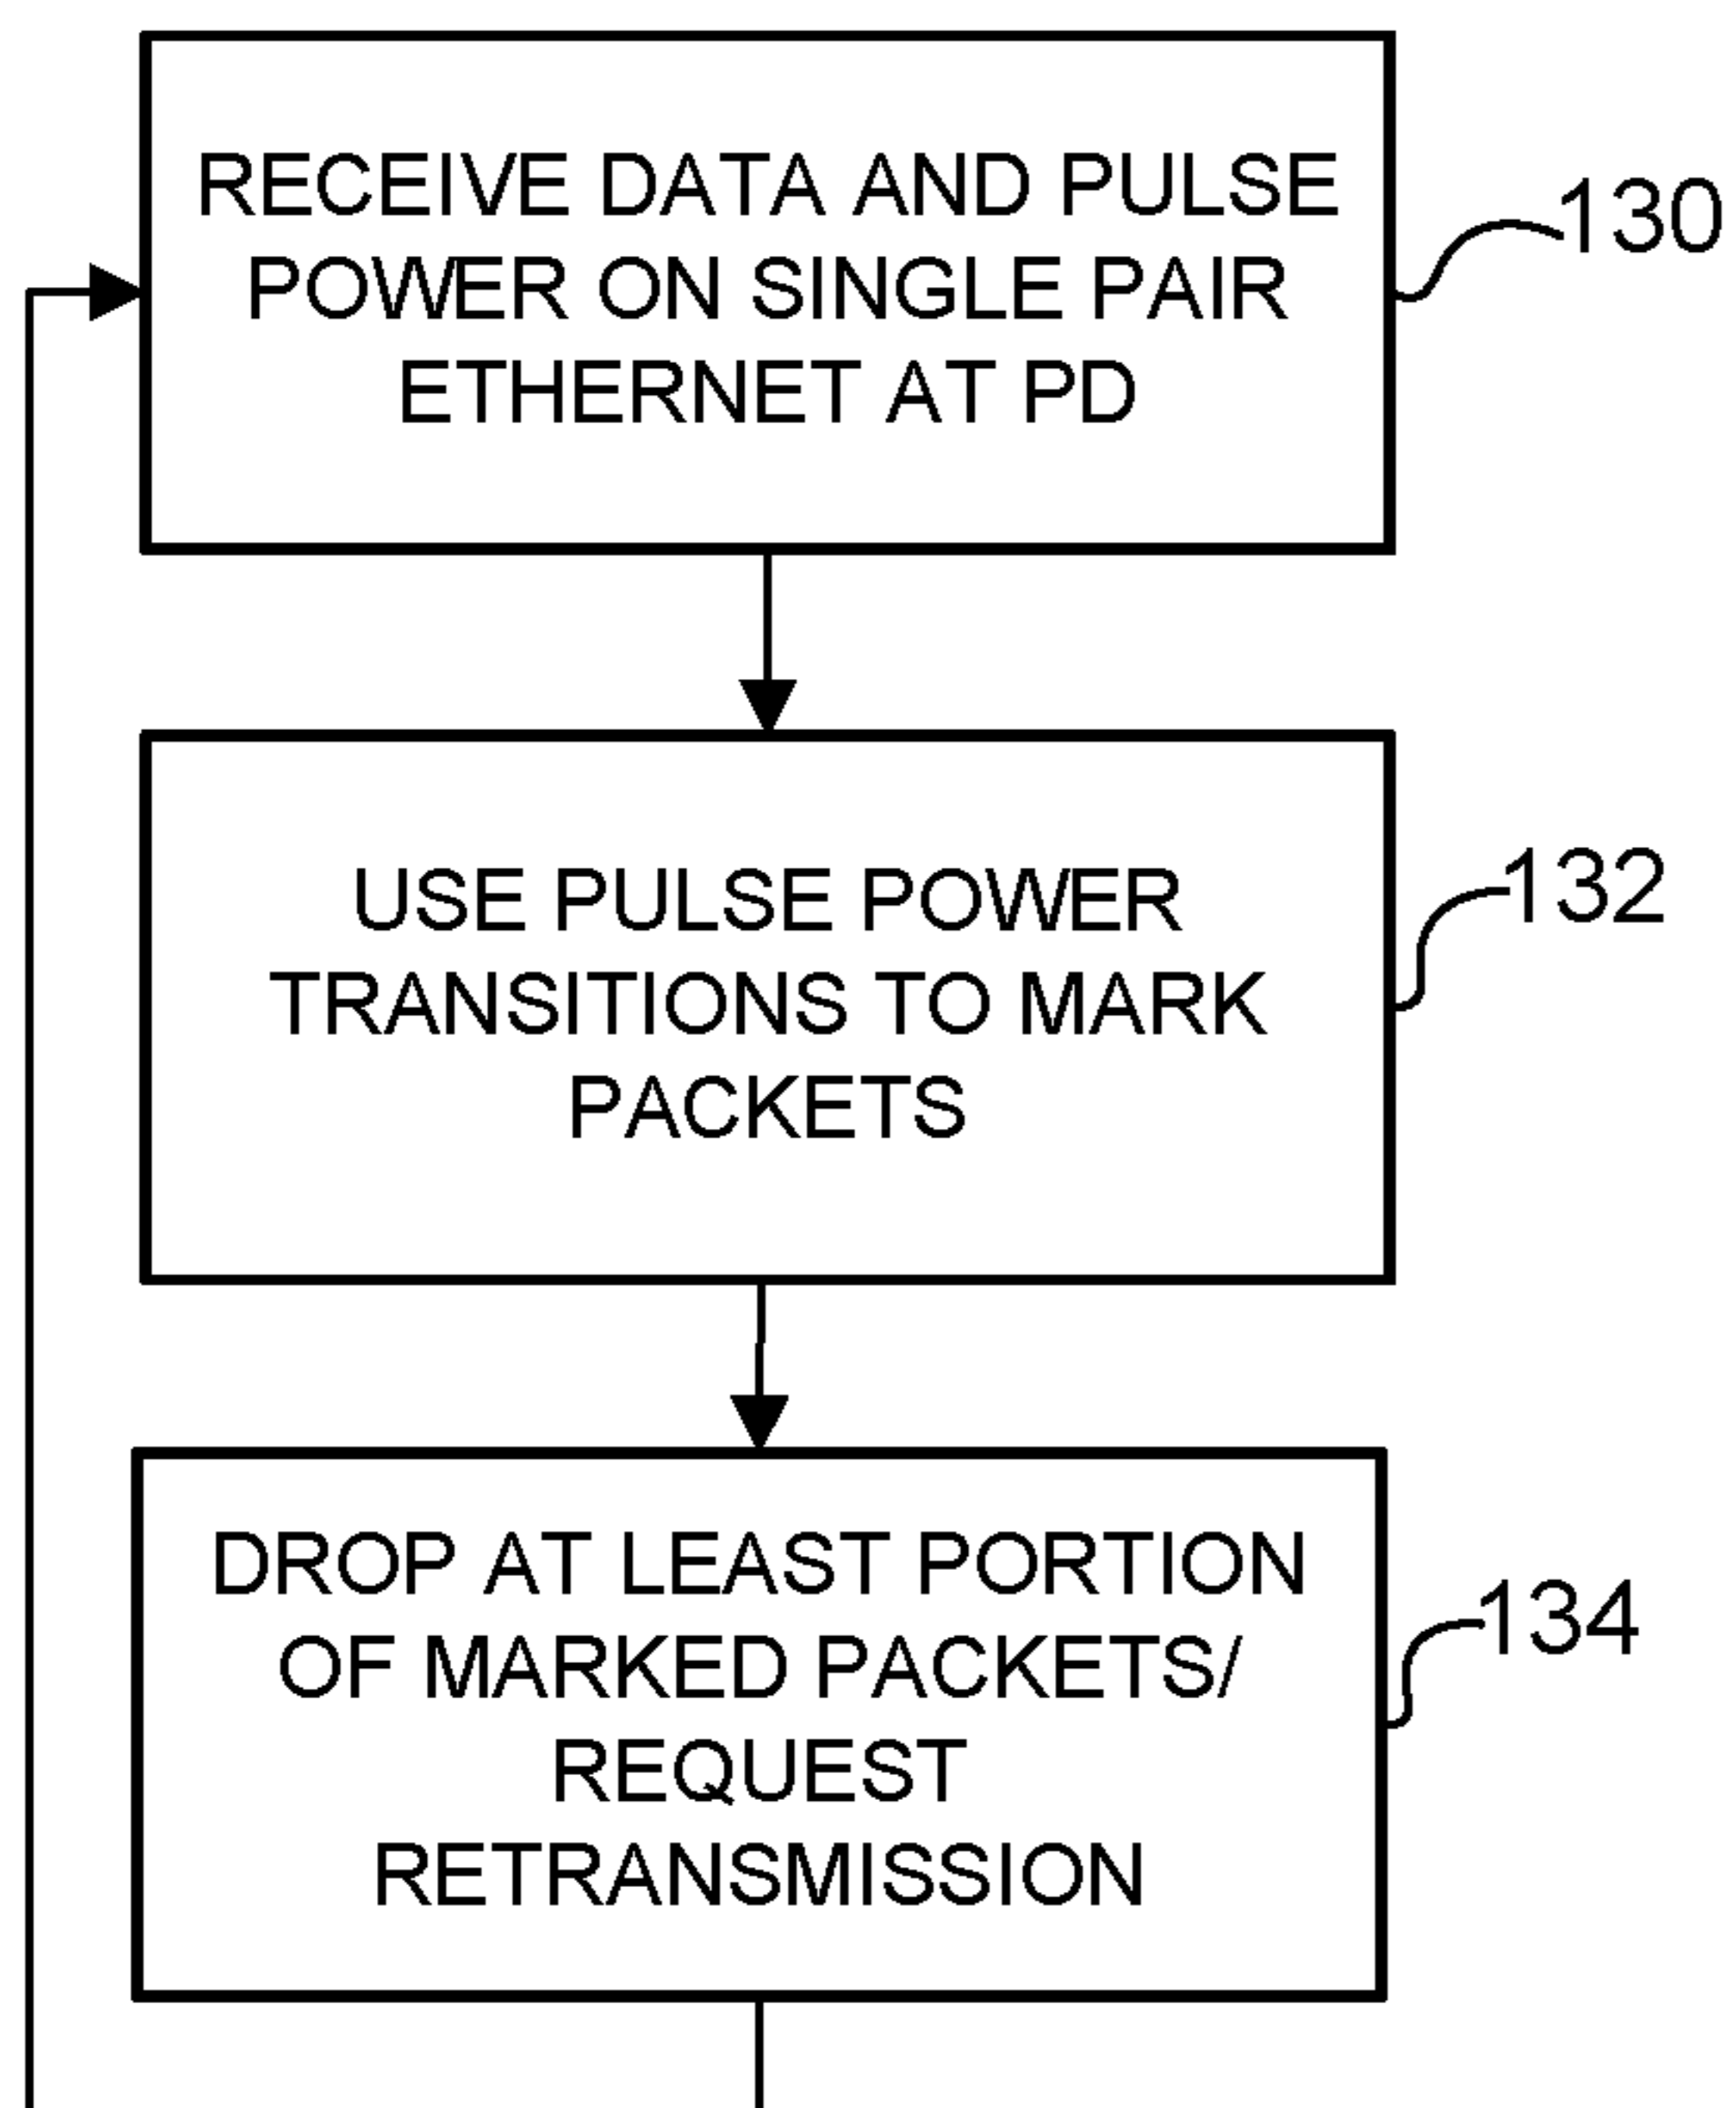 RECEIVE DATA AND PULSE
POWER ON SINGLE PAIR
ETHERNET AT PD
130
USE PULSE POWER
TRANSITIONS TO MARK
PACKETS
132
DROP AT LEAST PORTION
OF MARKED PACKETS/
REQUEST
RETRANSMISSION
134